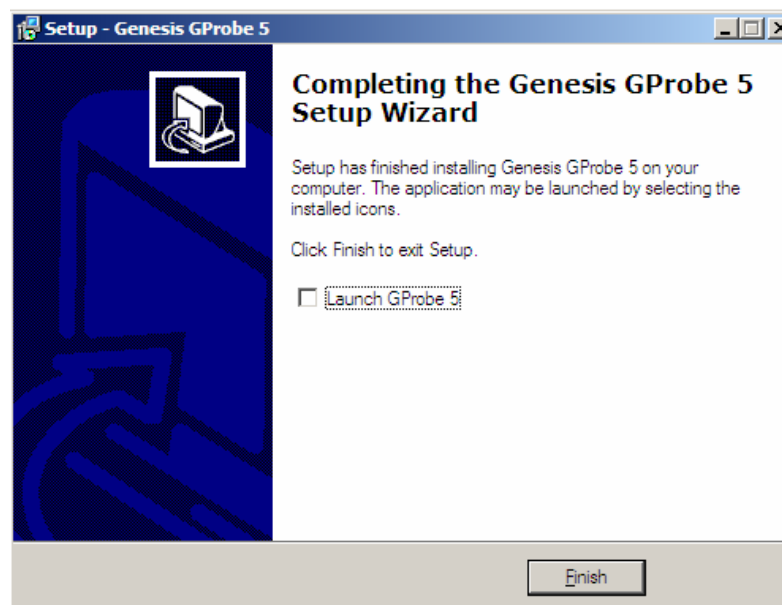 Setup - Genesis GProbe 5
Completing the Genesis GProbe 5
Setup Wizard
Setup has finished installing Genesis GProbe 5 on your
computer. The application may be launched by selecting the
installed icons.
Click Finish to exit Setup.
Launch GProbe 5
Finish